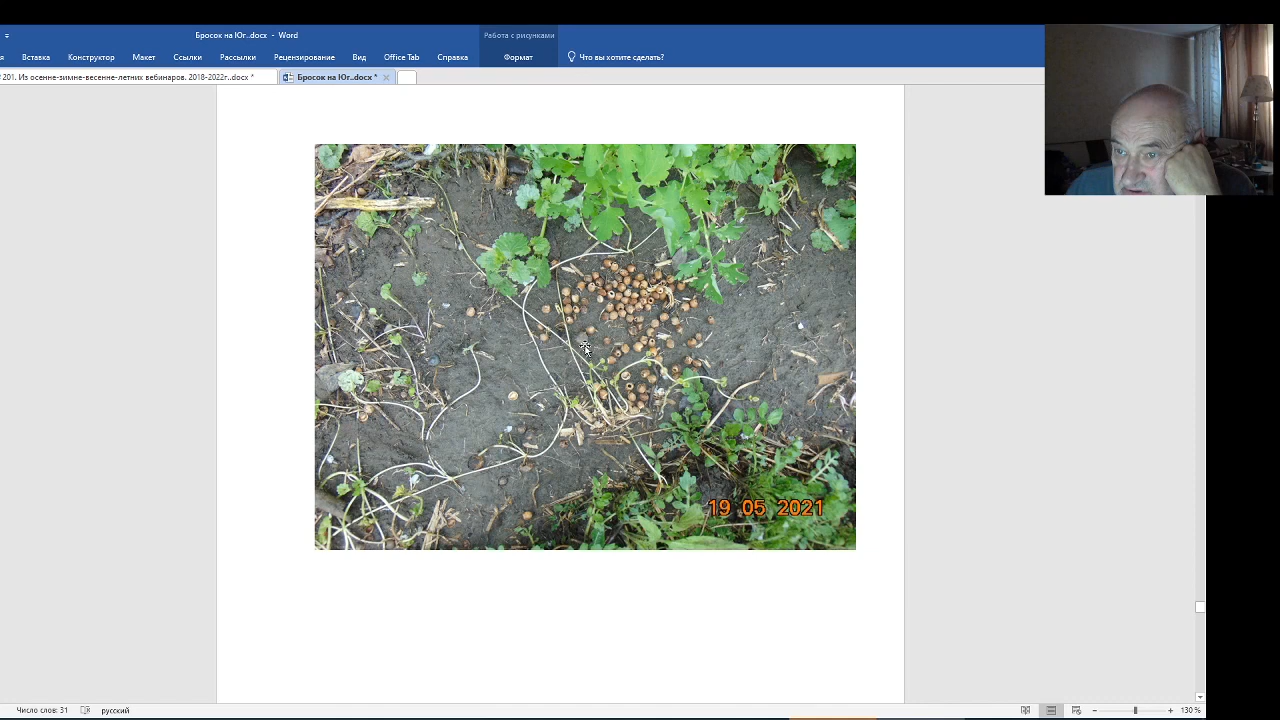 Бросок на Юг..docx - Word
Работа с рисунками
Вставка Конструктор Макет Ссылки Рассылки Рецензирование Вид Office Tab Справка Формат Что вы хотите сделать?
201. Из осенне-зимне-весенне-летних вебинаров. 2018-2022г..docx *
Бросок на Юг..docx *
19 05 2021
Число слов: 31 русский
130 %